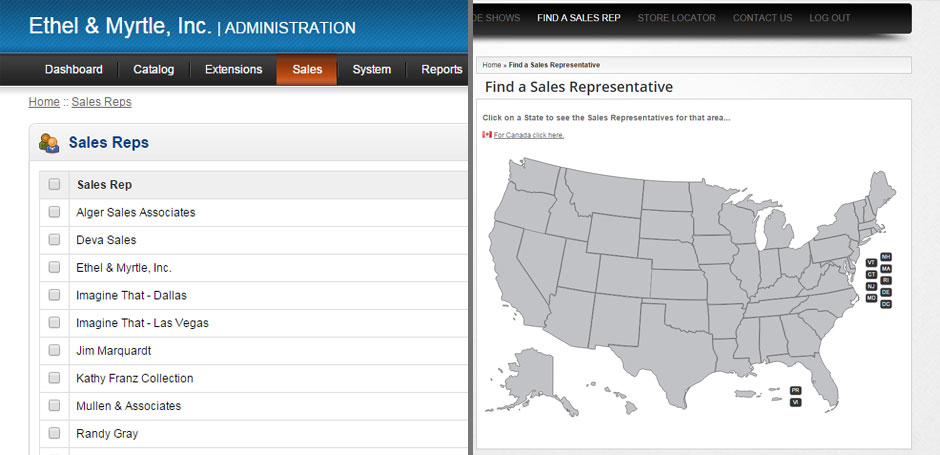 Ethel & Myrtle, Inc. | ADMINISTRATION
Dashboard Catalog Extensions Sales System Reports
Home :: Sales Reps
Sales Reps
Sales Rep
Alger Sales Associates
Deva Sales
Ethel & Myrtle, Inc.
Imagine That - Dallas
Imagine That - Las Vegas
Jim Marquardt
Kathy Franz Collection
Mullen & Associates
Randy Gray
DE SHOWS FIND A SALES REP STORE LOCATOR CONTACT US LOG OUT
Home » Find a Sales Representative
Find a Sales Representative
Click on a State to see the Sales Representatives for that area...
For Canada click here.
VT NH
CT MA
NJ RI
MD DE
DC
PR
VI